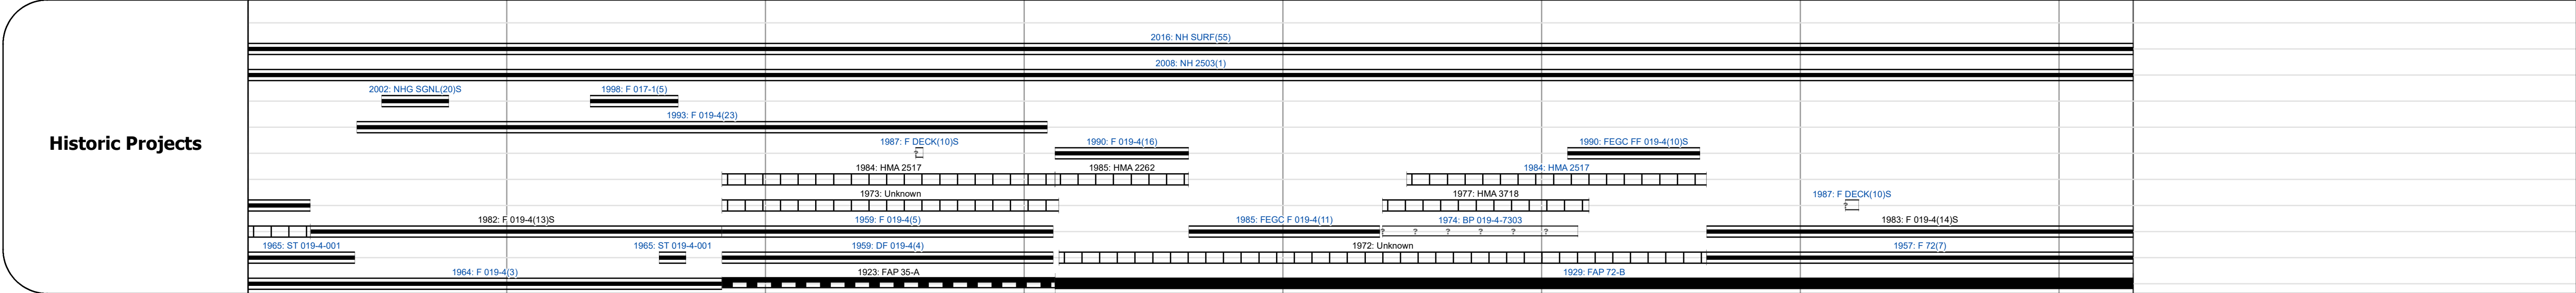 2016: NH SURF(55)
2008: NH 2503(1)
2002: NHG SGNL(20)S
1998: F 017-1(5)
1993: F 019-4(23)
Historic Projects
1987: F DECK(10)S
1990: F 019-4(16)
1990: FEGC FF 019-4(10)S
?
1984: HMA 2517
1985: HMA 2262
1984: HMA 2517
1973: Unknown
1977: HMA 3718
1987: F DECK(10)S
?
1982: F 019-4(13)S
1959: F 019-4(5)
1985: FEGC F 019-4(11)
1974: BP 019-4-7303
1983: F 019-4(14)S
? ? ? ? ? ?
1965: ST 019-4-001
1965: ST 019-4-001
1959: DF 019-4(4)
1972: Unknown
1957: F 72(7)
1964: F 019-4(3)
1923: FAP 35-A
1929: FAP 72-B